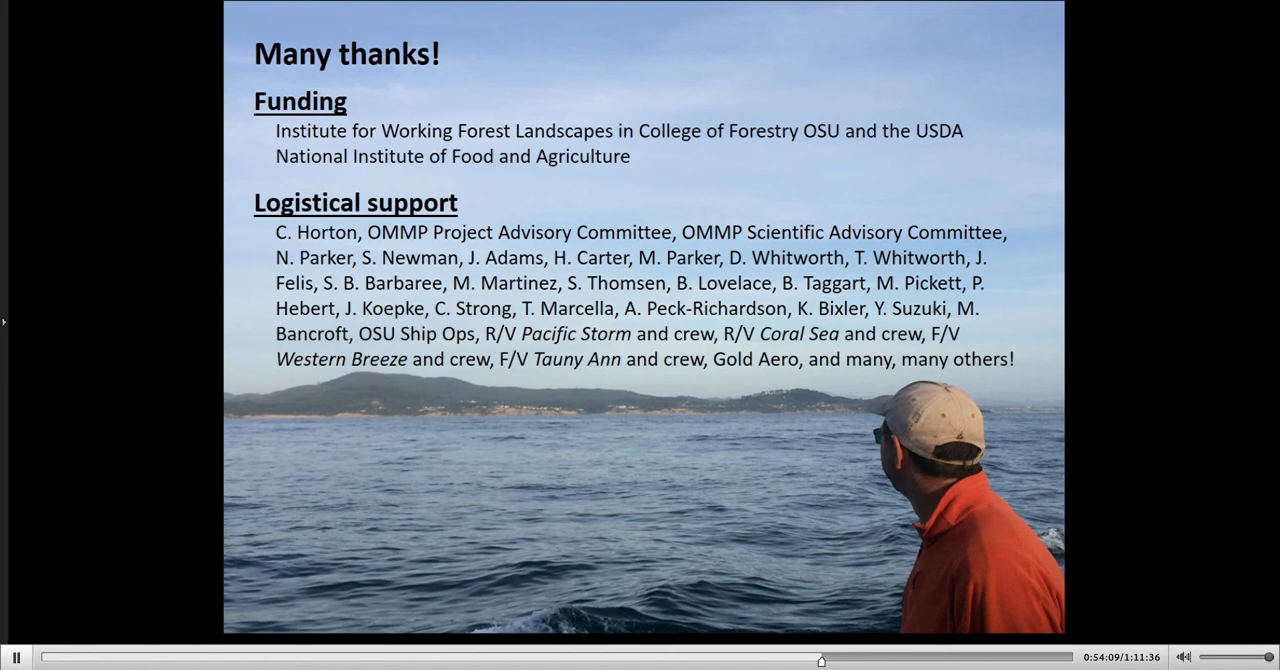 Many thanks!
Funding
Institute for Working Forest Landscapes in College of Forestry OSU and the USDA
National Institute of Food and Agriculture
Logistical support
C. Horton, OMMP Project Advisory Committee, OMMP Scientific Advisory Committee,
N. Parker, S. Newman, J. Adams, H. Carter, M. Parker, D. Whitworth, T. Whitworth, J.
Felis, S. B. Barbaree, M. Martinez, S. Thomsen, B. Lovelace, B. Taggart, M. Pickett, P.
Hebert, J. Koepke, C. Strong, T. Marcella, A. Peck-Richardson, K. Bixler, Y. Suzuki, M.
Bancroft, OSU Ship Ops, R/V Pacific Storm and crew, R/V Coral Sea and crew, F/V
Western Breeze and crew, F/V Tauny Ann and crew, Gold Aero, and many, many others!
0:54:09/1:11:36